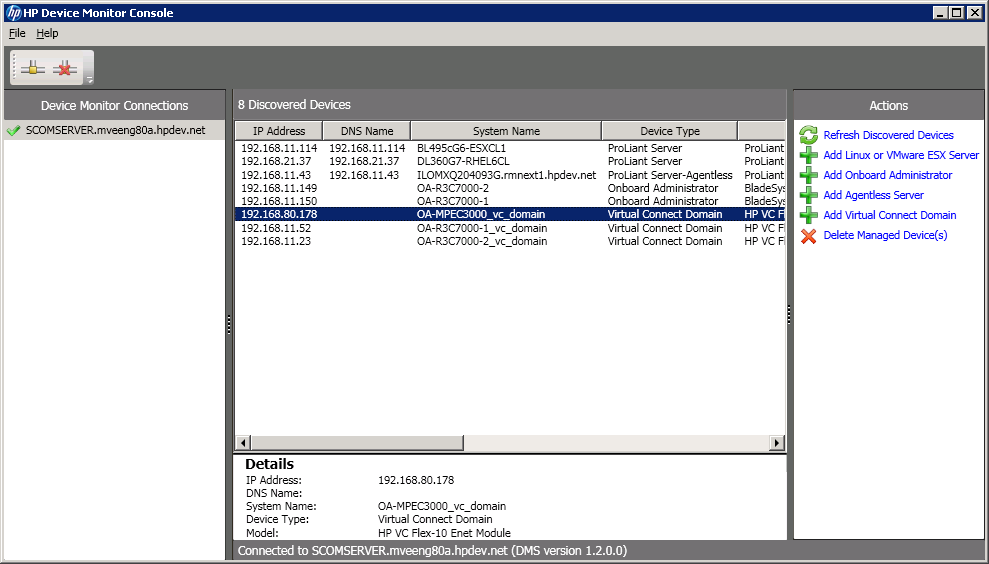 hp HP Device Monitor Console
File Help
Device Monitor Connections
SCOMSERVER.mveeng80a.hpdev.net
8 Discovered Devices
IP Address DNS Name System Name Device Type
192.168.11.114 192.168.11.114 BL495cG6-ESXCL1 ProLiant Server ProLiant
192.168.21.37 192.168.21.37 DL360G7-RHEL6CL ProLiant Server ProLiant
192.168.11.43 192.168.11.43 ILOMXQ204093G.rmnext1.hpdev.net ProLiant Server-Agentless ProLiant
192.168.11.149 OA-R3C7000-2 Onboard Administrator BladeSys
192.168.11.150 OA-R3C7000-1 Onboard Administrator BladeSys
192.168.80.178 OA-MPEC3000_vc_domain Virtual Connect Domain HP VC Fl
192.168.11.52 OA-R3C7000-1_vc_domain Virtual Connect Domain HP VC Fl
192.168.11.23 OA-R3C7000-2_vc_domain Virtual Connect Domain HP VC Fl
Details
IP Address: 192.168.80.178
DNS Name:
System Name: OA-MPEC3000_vc_domain
Device Type: Virtual Connect Domain
Model: HP VC Flex-10 Enet Module
Connected to SCOMSERVER.mveeng80a.hpdev.net (DMS version 1.2.0.0)
Actions
Refresh Discovered Devices
Add Linux or VMware ESX Server
Add Onboard Administrator
Add Agentless Server
Add Virtual Connect Domain
Delete Managed Device(s)